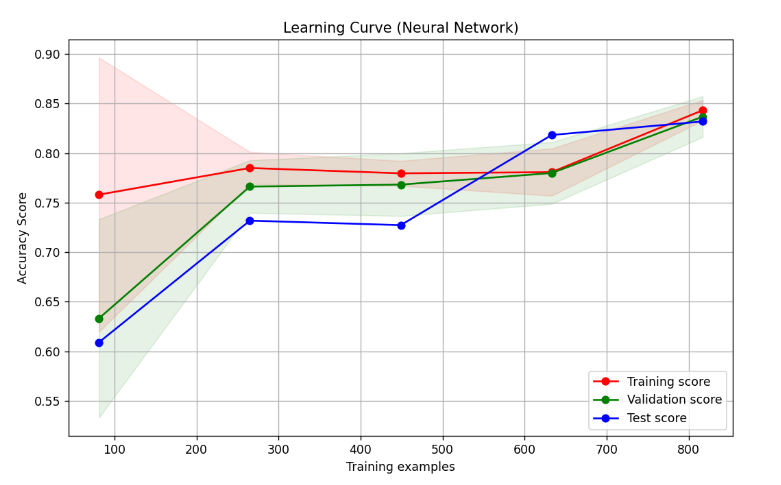 Learning Curve (Neural Network)
0.90
0.85
0.80
0.75
0.70
0.65
0.60
0.55
Accuracy Score
Training score
Validation score
Test score
100 200 300 400 500 600 700 800
Training examples